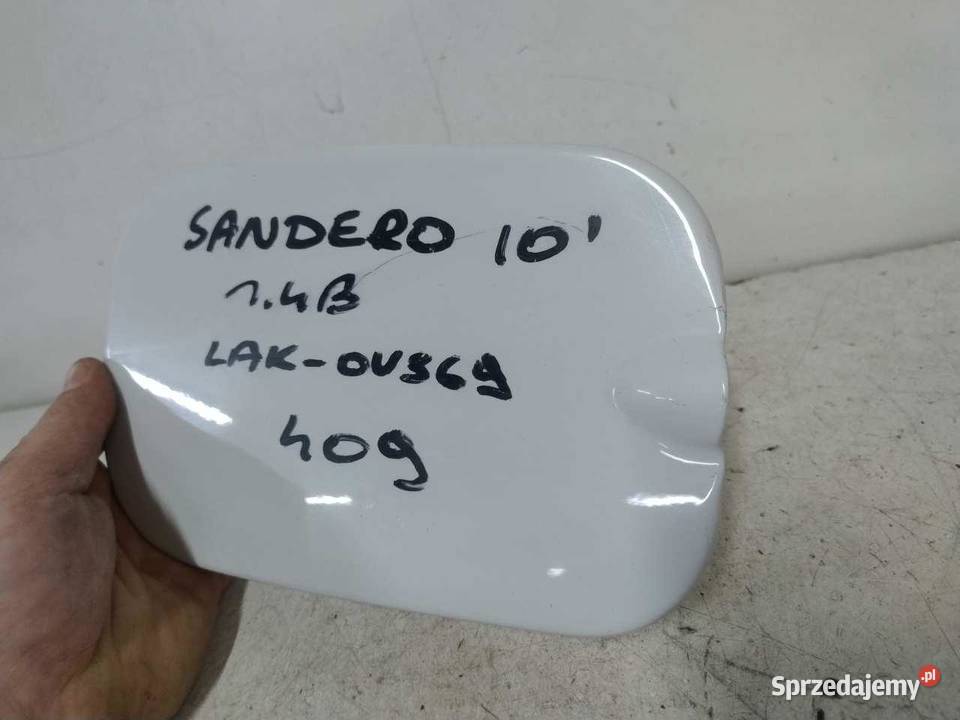 SANDERO 10'
1.4B
LAK-OV369
409
Sprzedajemy.pl